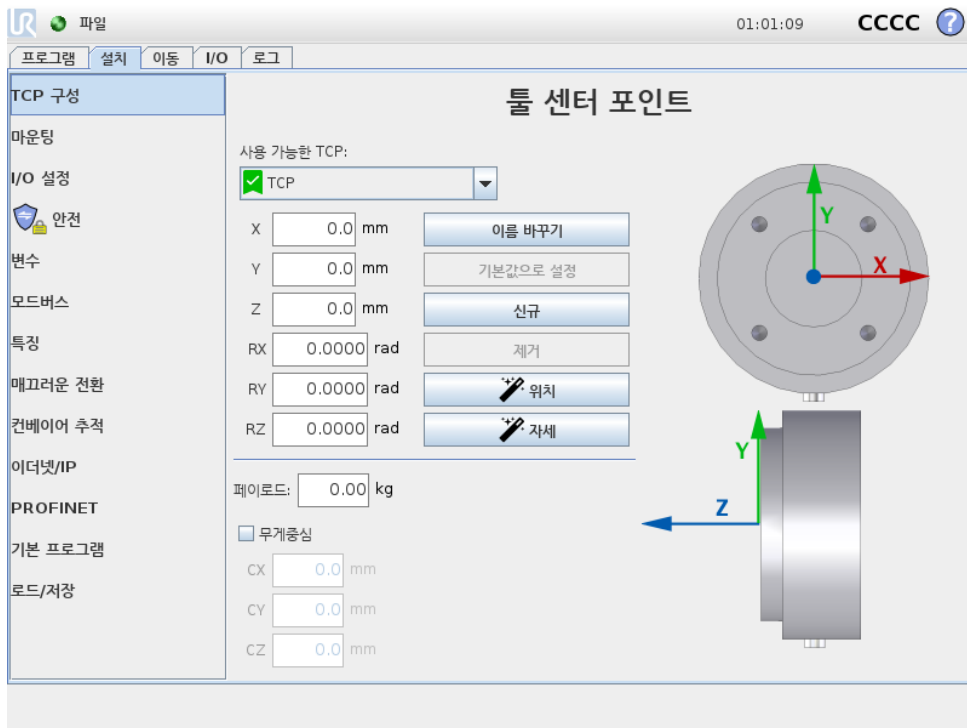 UR 파일 01:01:09 CCCC ?
프로그램 설치 이동 I/O 로그
TCP 구성
마운팅
I/O 설정
안전
변수
모드버스
특징
매끄러운 전환
컨베이어 추적
이더넷/IP
PROFINET
기본 프로그램
로드/저장
툴 센터 포인트
사용 가능한 TCP:
TCP
X 0.0 mm 이름 바꾸기
Y 0.0 mm 기본값으로 설정
Z 0.0 mm 신규
RX 0.0000 rad 제거
RY 0.0000 rad 위치
RZ 0.0000 rad 자세
페이로드: 0.00 kg
무게중심
CX 0.0 mm
CY 0.0 mm
CZ 0.0 mm
Y
X
Y
Z